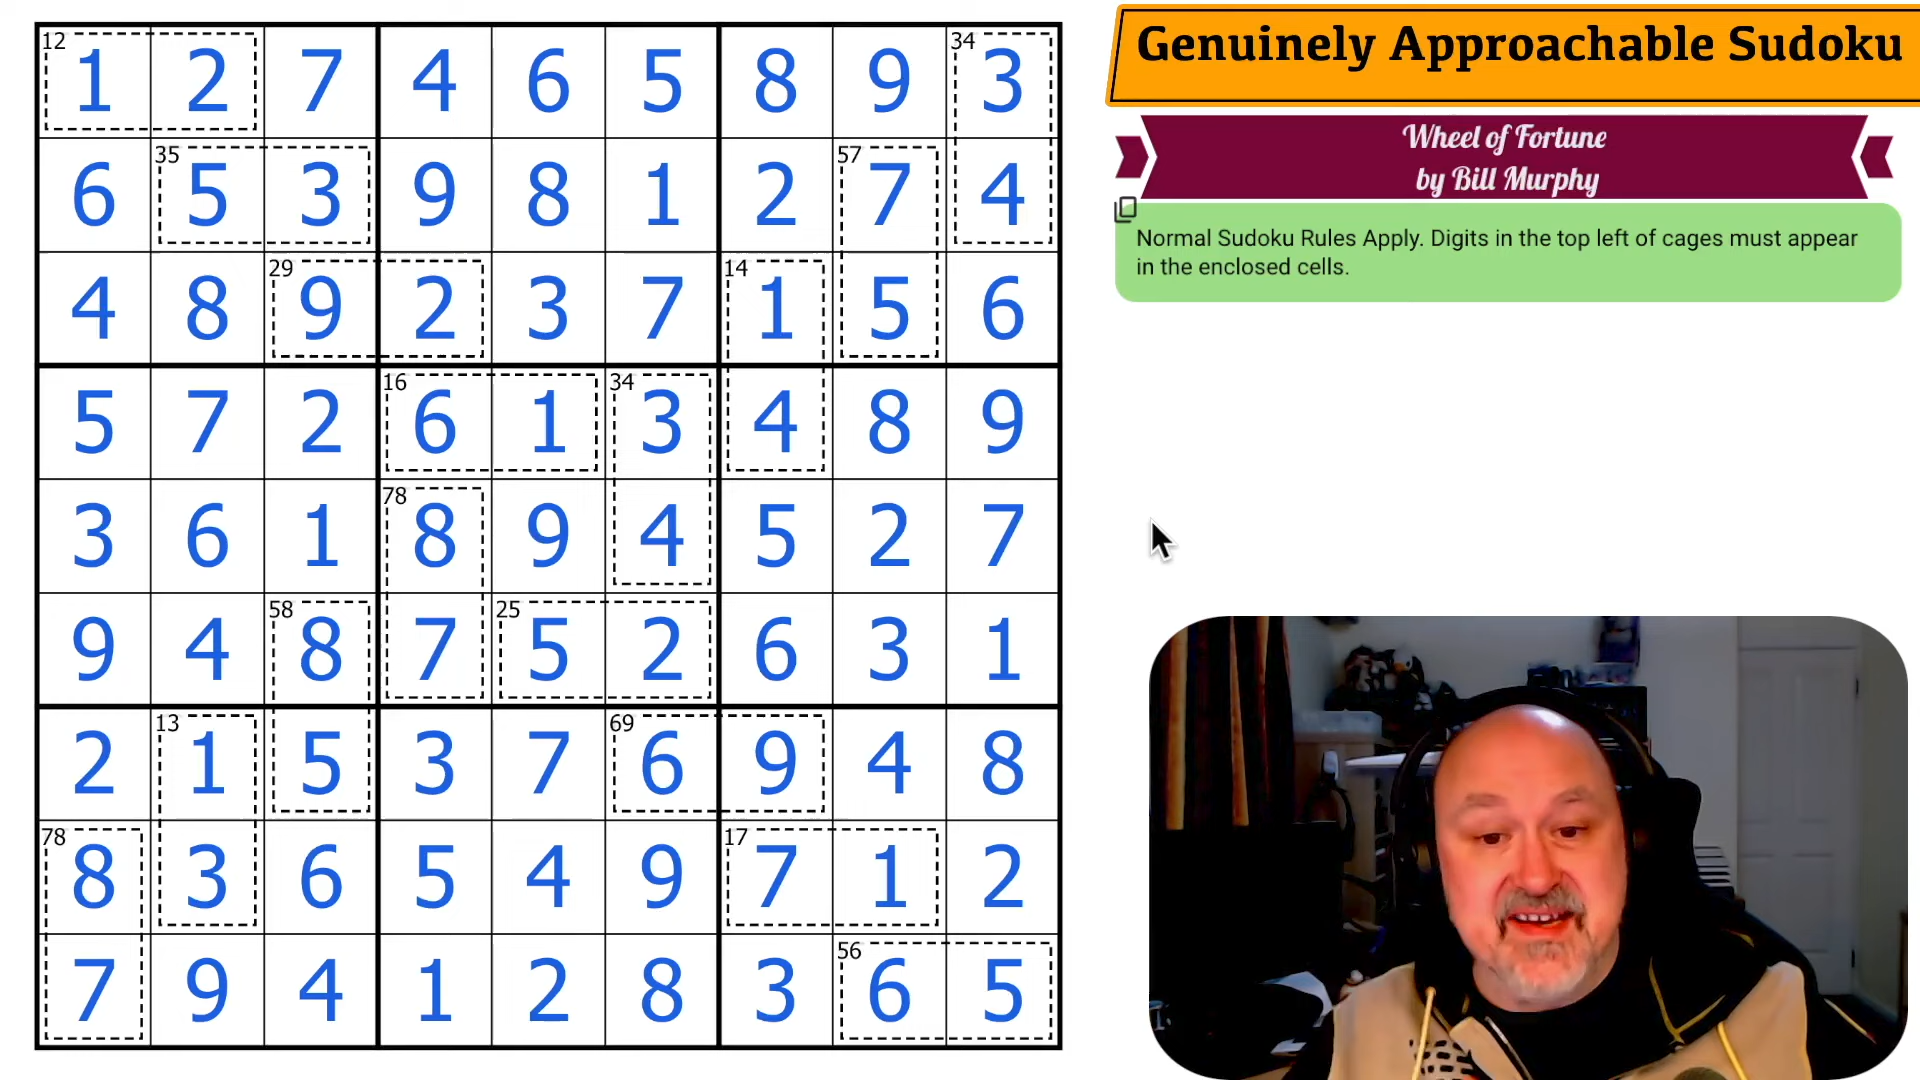 Genuinely Approachable Sudoku
Wheel of Fortune
by Bill Murphy
Normal Sudoku Rules Apply. Digits in the top left of cages must appear
in the enclosed cells.
12 34
1 2 7 4 6 5 8 9 3
35 57
6 5 3 9 8 1 2 7 4
29 14
4 8 9 2 3 7 1 5 6
16 34
5 7 2 6 1 3 4 8 9
78
3 6 1 8 9 4 5 2 7
58 25
9 4 8 7 5 2 6 3 1
13 69
2 1 5 3 7 6 9 4 8
78 17
8 3 6 5 4 9 7 1 2
56
7 9 4 1 2 8 3 6 5